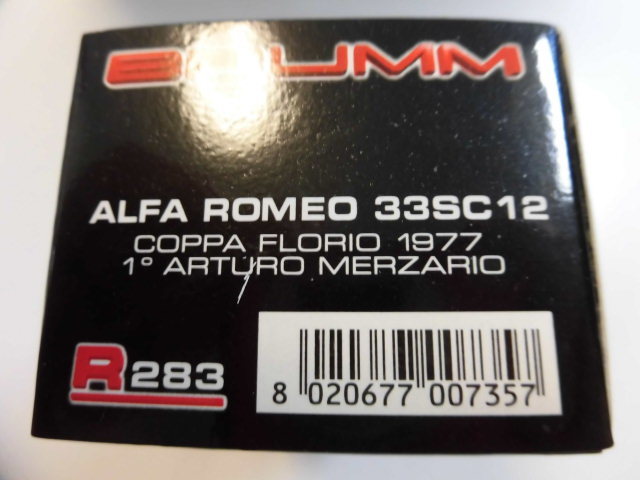 BRUMM
ALFA ROMEO 33SC12
COPPA FLORIO 1977
1° ARTURO MERZARIO
R283
8 020677 007357